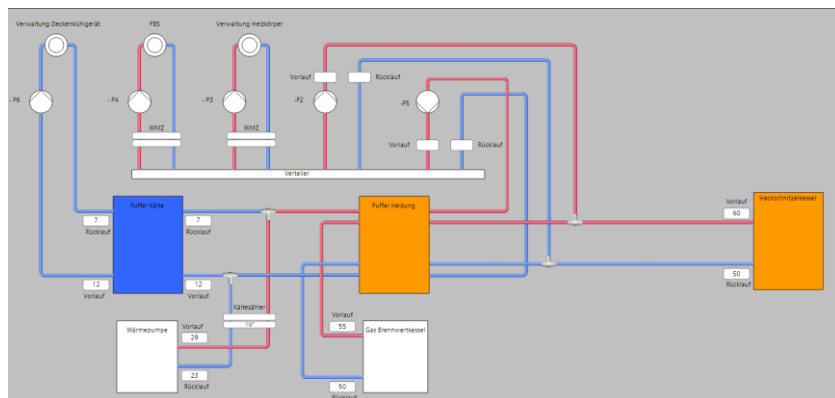 Verwaltung Deckenkühlgerät
FBS
Verwaltung Heizkörper
Vorlauf
Rücklauf
- P6
- P4
- P3
-P2
-P5
WMZ
WMZ
Vorlauf
Rücklauf
Verteiler
Puffer Kälte
Puffer Heizung
Hackschnitzelkessel
Vorlauf
60
7
Rücklauf
7
Rücklauf
12
Vorlauf
12
Vorlauf
50
Rücklauf
Kältezähler
10"
Wärmepumpe
Vorlauf
29
23
Rücklauf
Vorlauf
55
Gas Brennwertkessel
50
Rücklauf